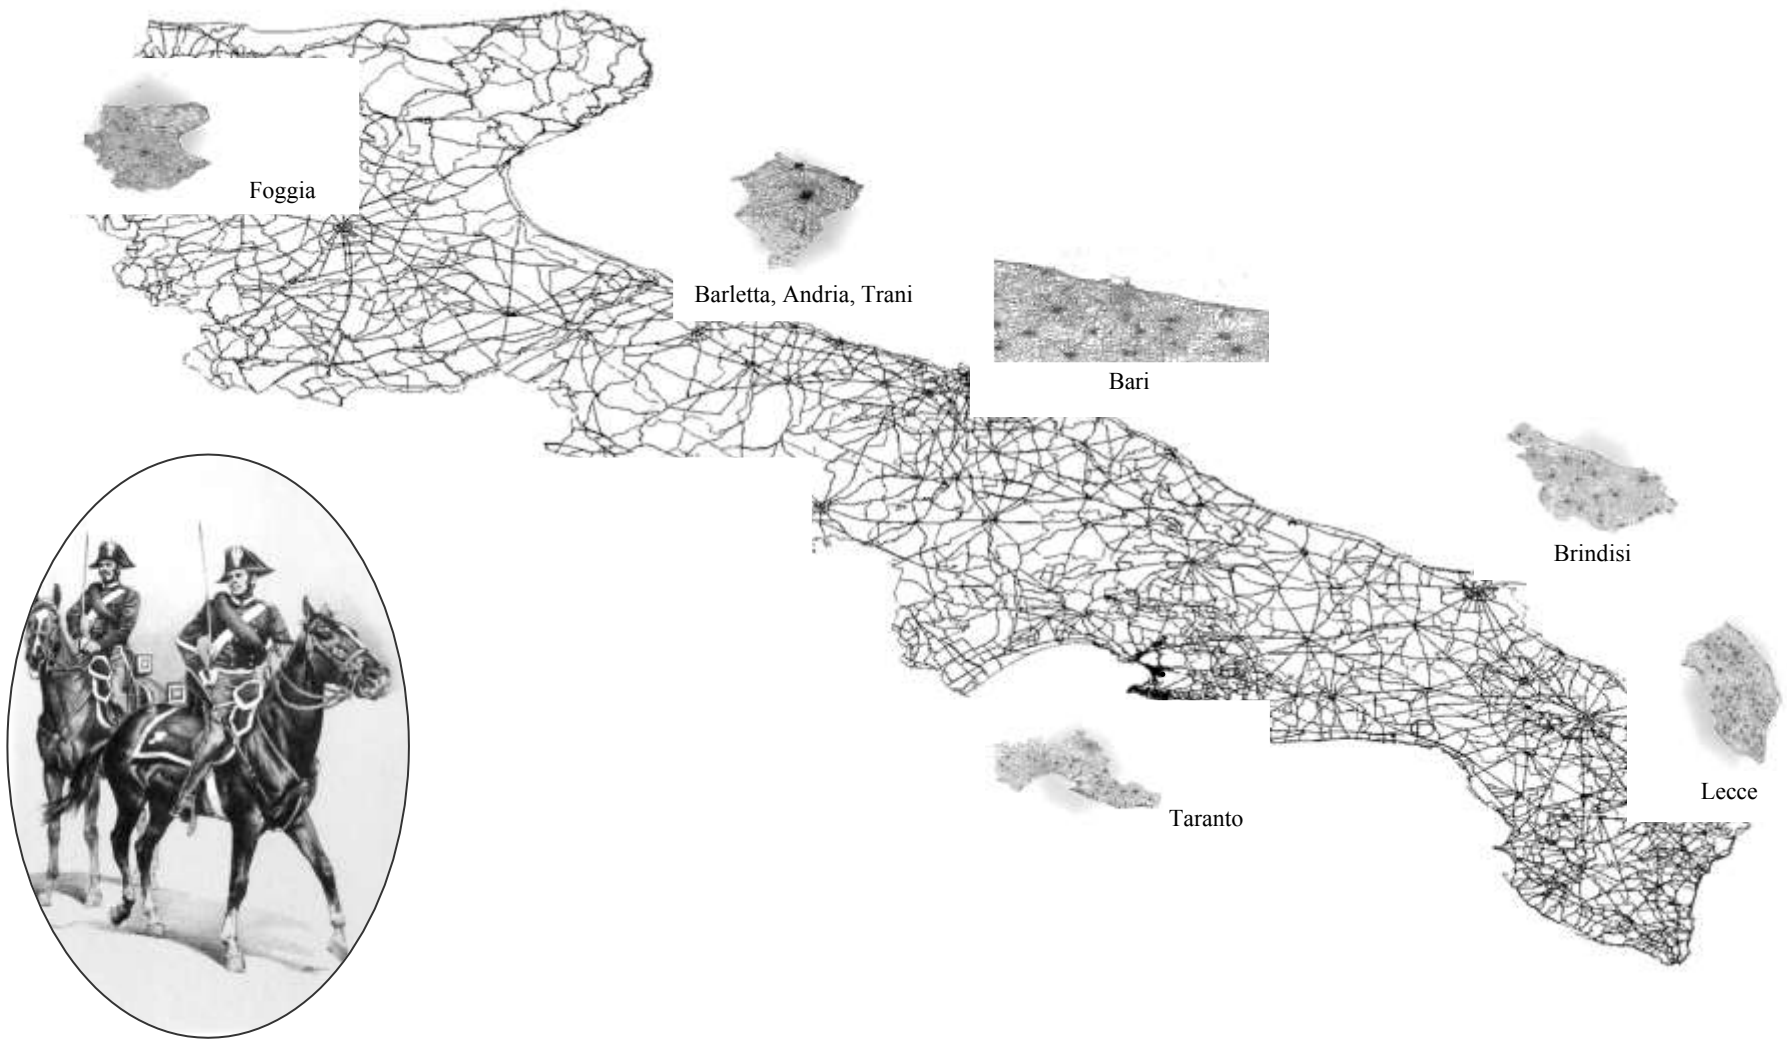 Foggia
Barletta, Andria, Trani
Bari
Brindisi
Lecce
Taranto